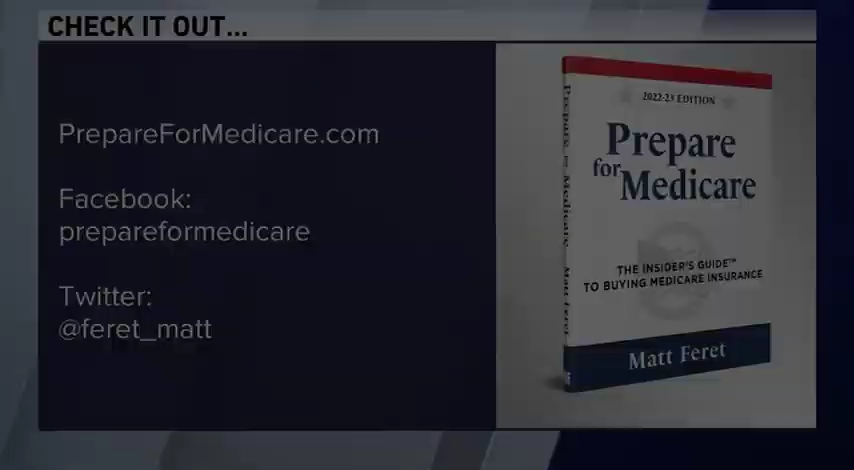 CHECK IT OUT...
PrepareForMedicare.com
Facebook:
prepareformedicare
Twitter:
@feret_matt
2022-23 EDITION
Prepare
for Medicare
THE INSIDER'S GUIDE™
TO BUYING MEDICARE INSURANCE
Matt Feret
Prepare for Medicare Matt Feret